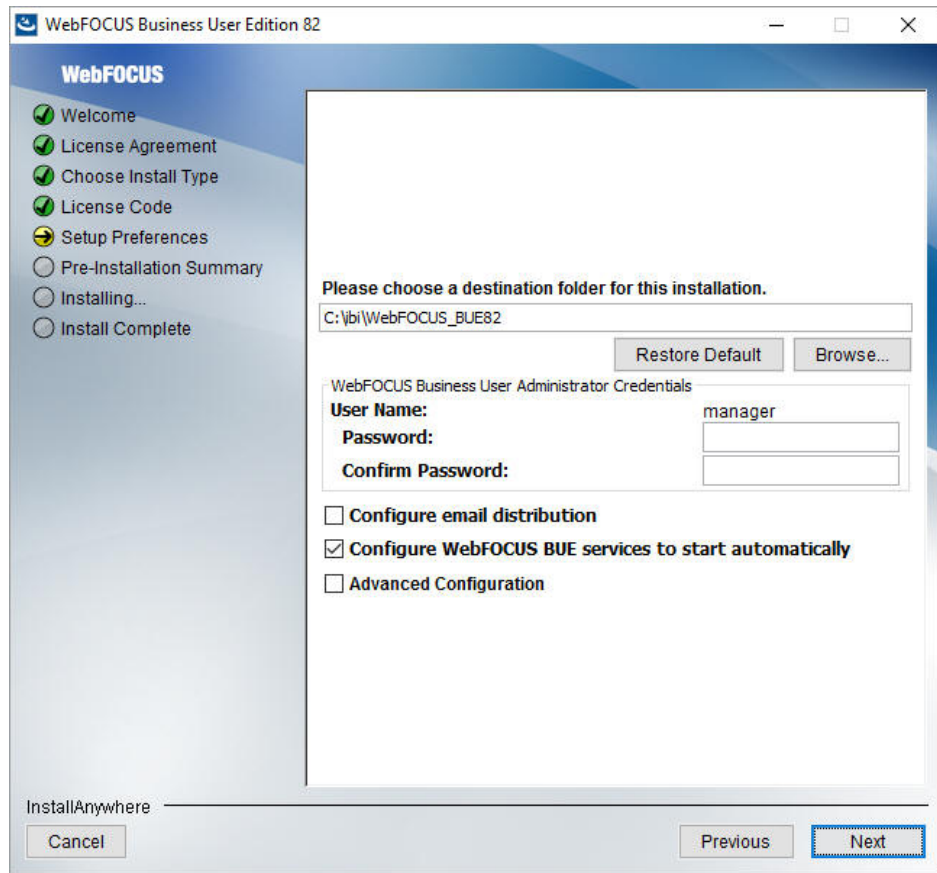 WebFOCUS Business User Edition 82
WebFOCUS
Welcome
License Agreement
Choose Install Type
License Code
Setup Preferences
Pre-Installation Summary
Installing...
Install Complete
Please choose a destination folder for this installation.
C:\ibi\WebFOCUS_BUE82
Restore Default Browse...
WebFOCUS Business User Administrator Credentials
User Name: manager
Password:
Confirm Password:
Configure email distribution
Configure WebFOCUS BUE services to start automatically
Advanced Configuration
InstallAnywhere
Cancel Previous Next